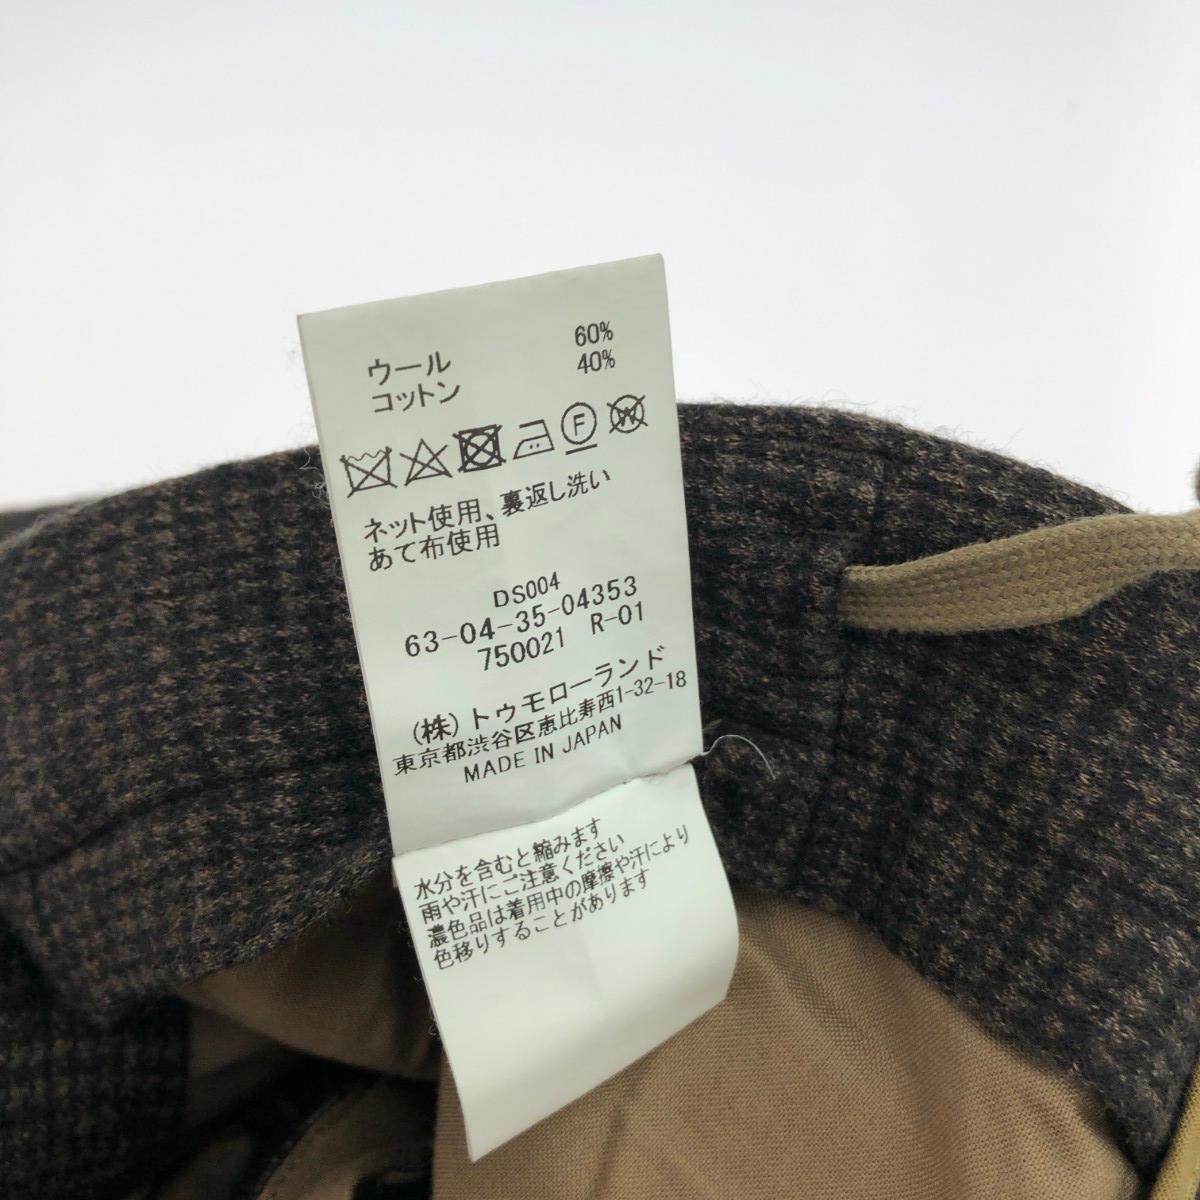 ウール 60%
コットン 40%
F W
ネット使用、裏返し洗い
あて布使用
DS004
63-04-35-04353
750021 R-01
(株)トゥモローランド
東京都渋谷区恵比寿西1-32-18
MADE IN JAPAN
水分を含むと縮みます
雨や汗にご注意ください
濃色品は着用中の摩擦や汗により
色移りすることがあります